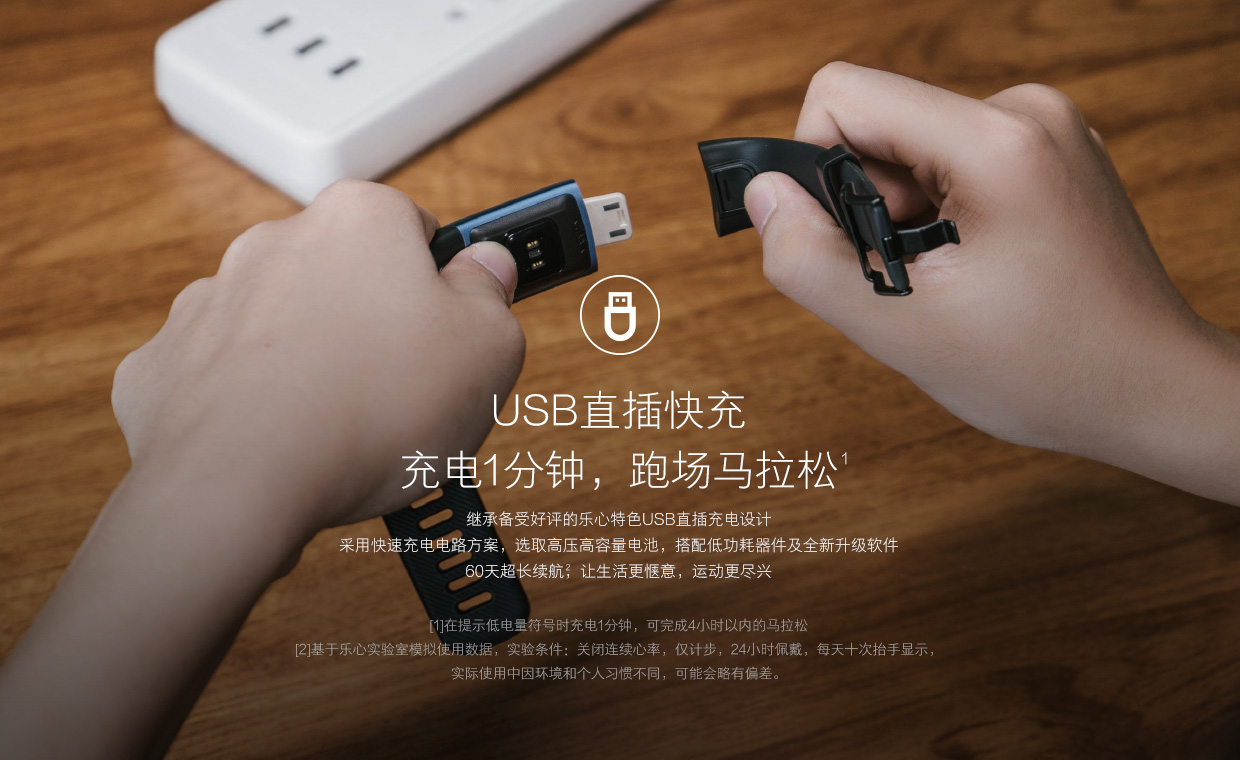 USB直插快充
充电1分钟，跑场马拉松1
继承备受好评的乐心特色USB直插充电设计
采用快速充电电路方案，选取高压高容量电池，搭配低功耗器件及全新升级软件
60天超长续航2；让生活更惬意，运动更尽兴
[1]在提示低电量符号时充电1分钟，可完成4小时以内的马拉松
[2]基于乐心实验室模拟使用数据，实验条件：关闭连续心率，仅计步，24小时佩戴，每天十次抬手显示，
实际使用中因环境和个人习惯不同，可能会略有偏差。